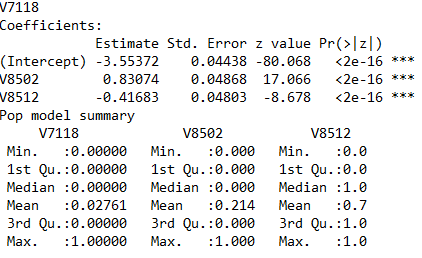 V7118
Coefficients:
Estimate Std. Error z value Pr(>|z|)
(Intercept) -3.55372 0.04438 -80.068 <2e-16 ***
V8502 0.83074 0.04868 17.066 <2e-16 ***
V8512 -0.41683 0.04803 -8.678 <2e-16 ***
Pop model summary
V7118 V8502 V8512
Min. :0.00000 Min. :0.000 Min. :0.0
1st Qu.:0.00000 1st Qu.:0.000 1st Qu.:0.0
Median :0.00000 Median :0.000 Median :1.0
Mean :0.02761 Mean :0.214 Mean :0.7
3rd Qu.:0.00000 3rd Qu.:0.000 3rd Qu.:1.0
Max. :1.00000 Max. :1.000 Max. :1.0